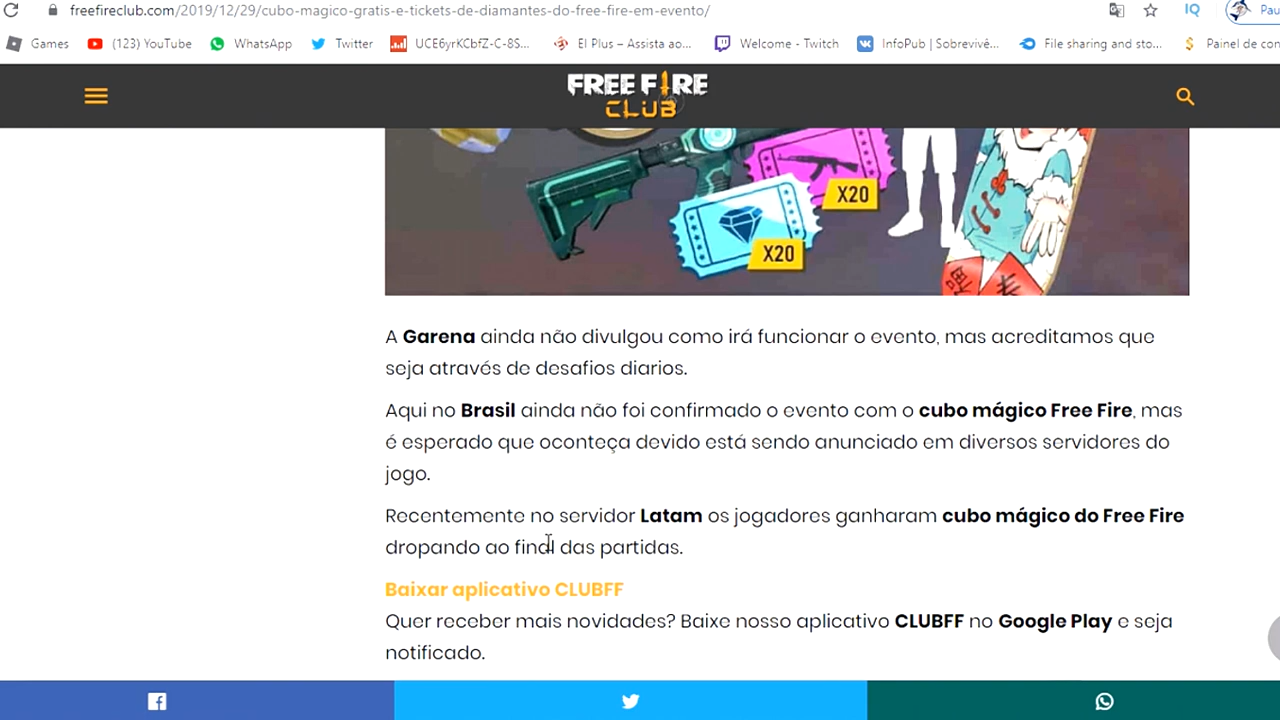 freefireclub.com/2019/12/29/cubo-magico-gratis-e-tickets-de-diamantes-do-free-fire-em-evento/
IQ
Pau
Games
(123) YouTube
WhatsApp
Twitter
UCE6yrKCbfZ-C-8S...
El Plus – Assista ao...
Welcome - Twitch
InfoPub | Sobrevivê...
File sharing and sto...
Painel de con
FREE FIRE
CLUB
X20
X20
A Garena ainda não divulgou como irá funcionar o evento, mas acreditamos que
seja através de desafios diarios.
Aqui no Brasil ainda não foi confirmado o evento com o cubo mágico Free Fire, mas
é esperado que oconteça devido está sendo anunciado em diversos servidores do
jogo.
Recentemente no servidor Latam os jogadores ganharam cubo mágico do Free Fire
dropando ao final das partidas.
Baixar aplicativo CLUBFF
Quer receber mais novidades? Baixe nosso aplicativo CLUBFF no Google Play e seja
notificado.